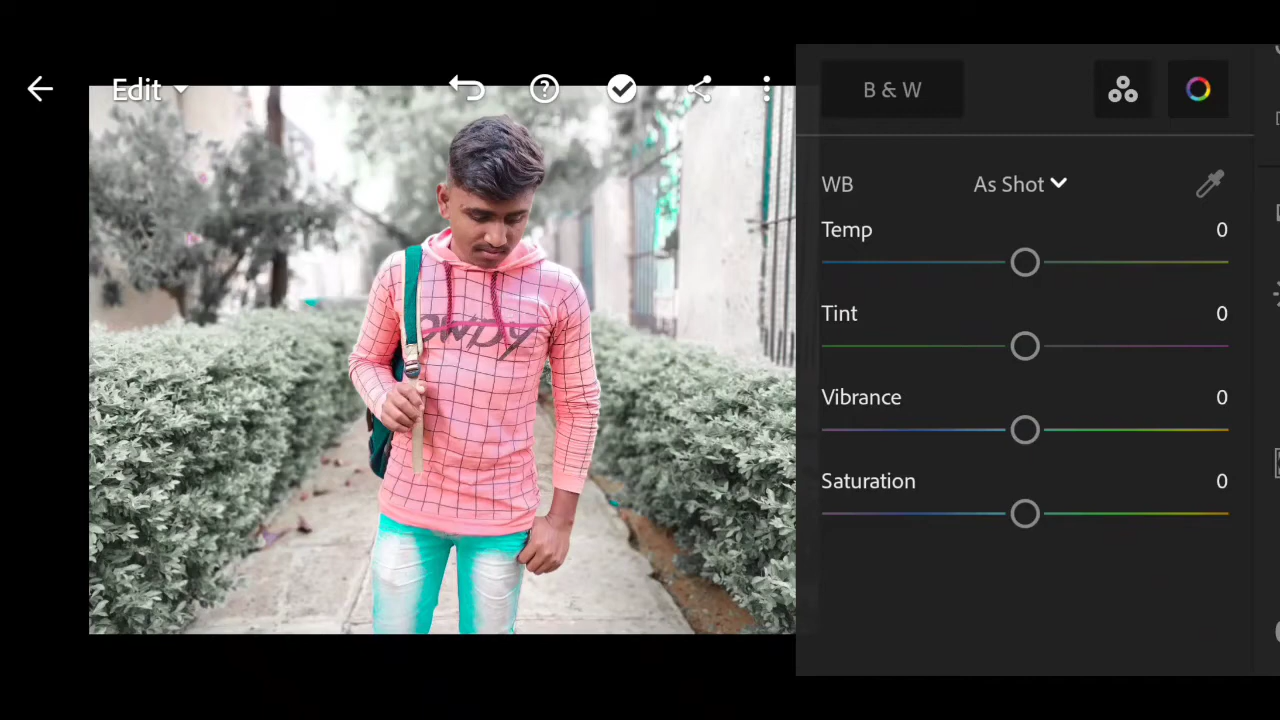 Edit
B & W
WB As Shot
Temp 0
Tint 0
Vibrance 0
Saturation 0